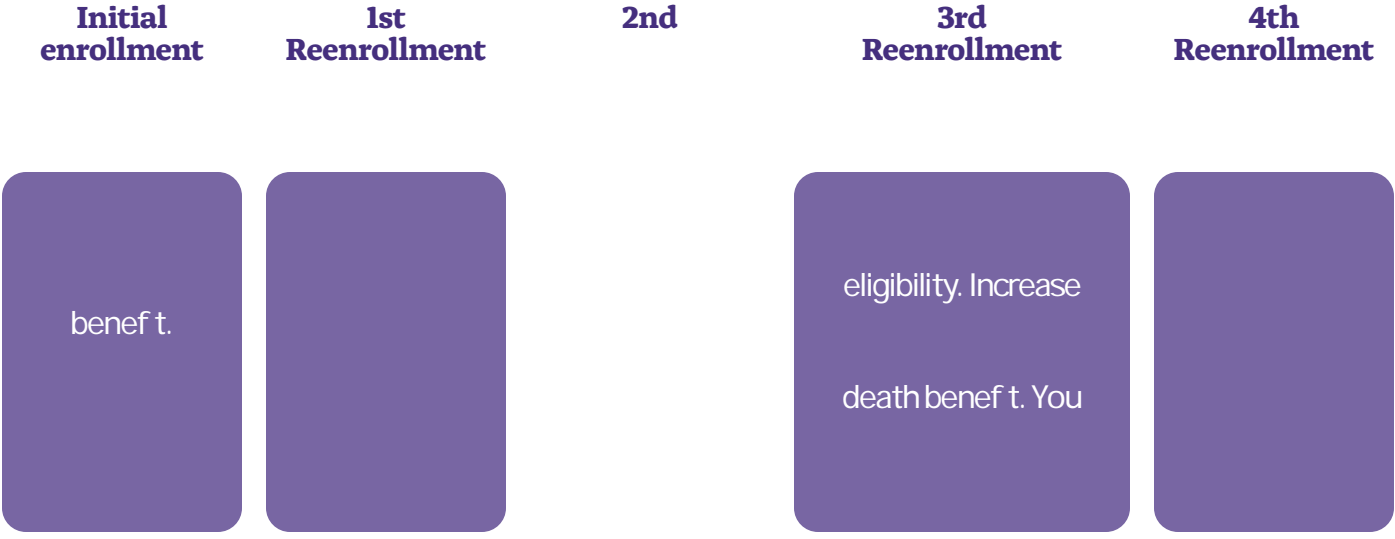 Initial
enrollment
1st
Reenrollment
2nd
3rd
Reenrollment
4th
Reenrollment
benef t.
eligibility. Increase
death benef t. You